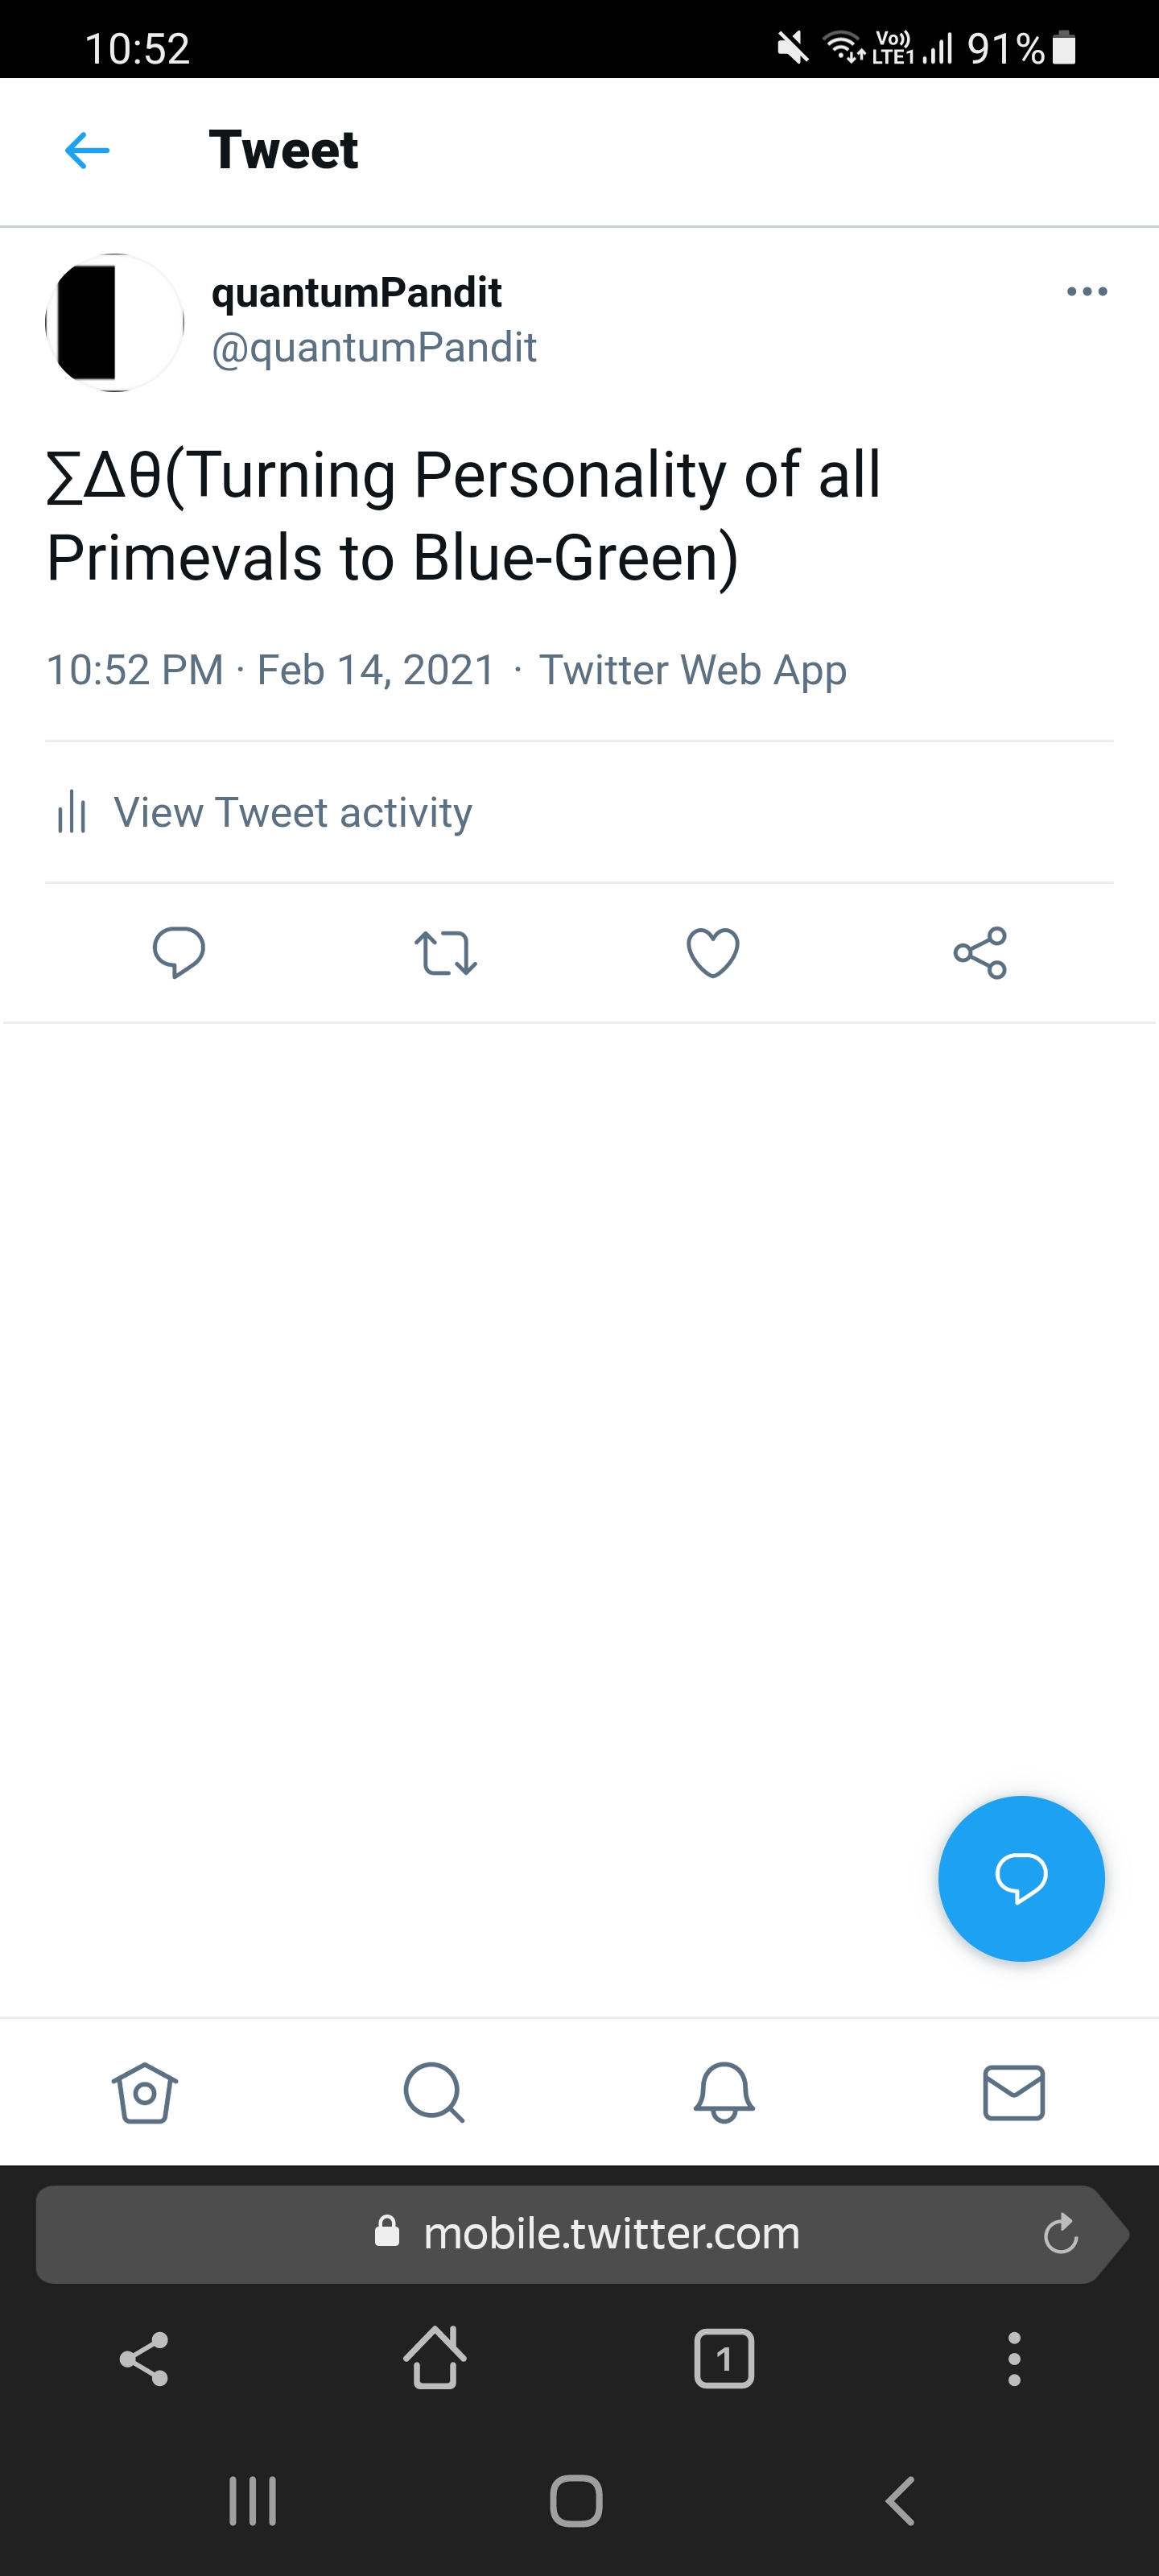 10:52 Vo)) LTE1 91%
Tweet
quantumPandit
@quantumPandit
∑Δθ(Turning Personality of all
Primevals to Blue-Green)
10:52 PM · Feb 14, 2021 · Twitter Web App
View Tweet activity
mobile.twitter.com
1